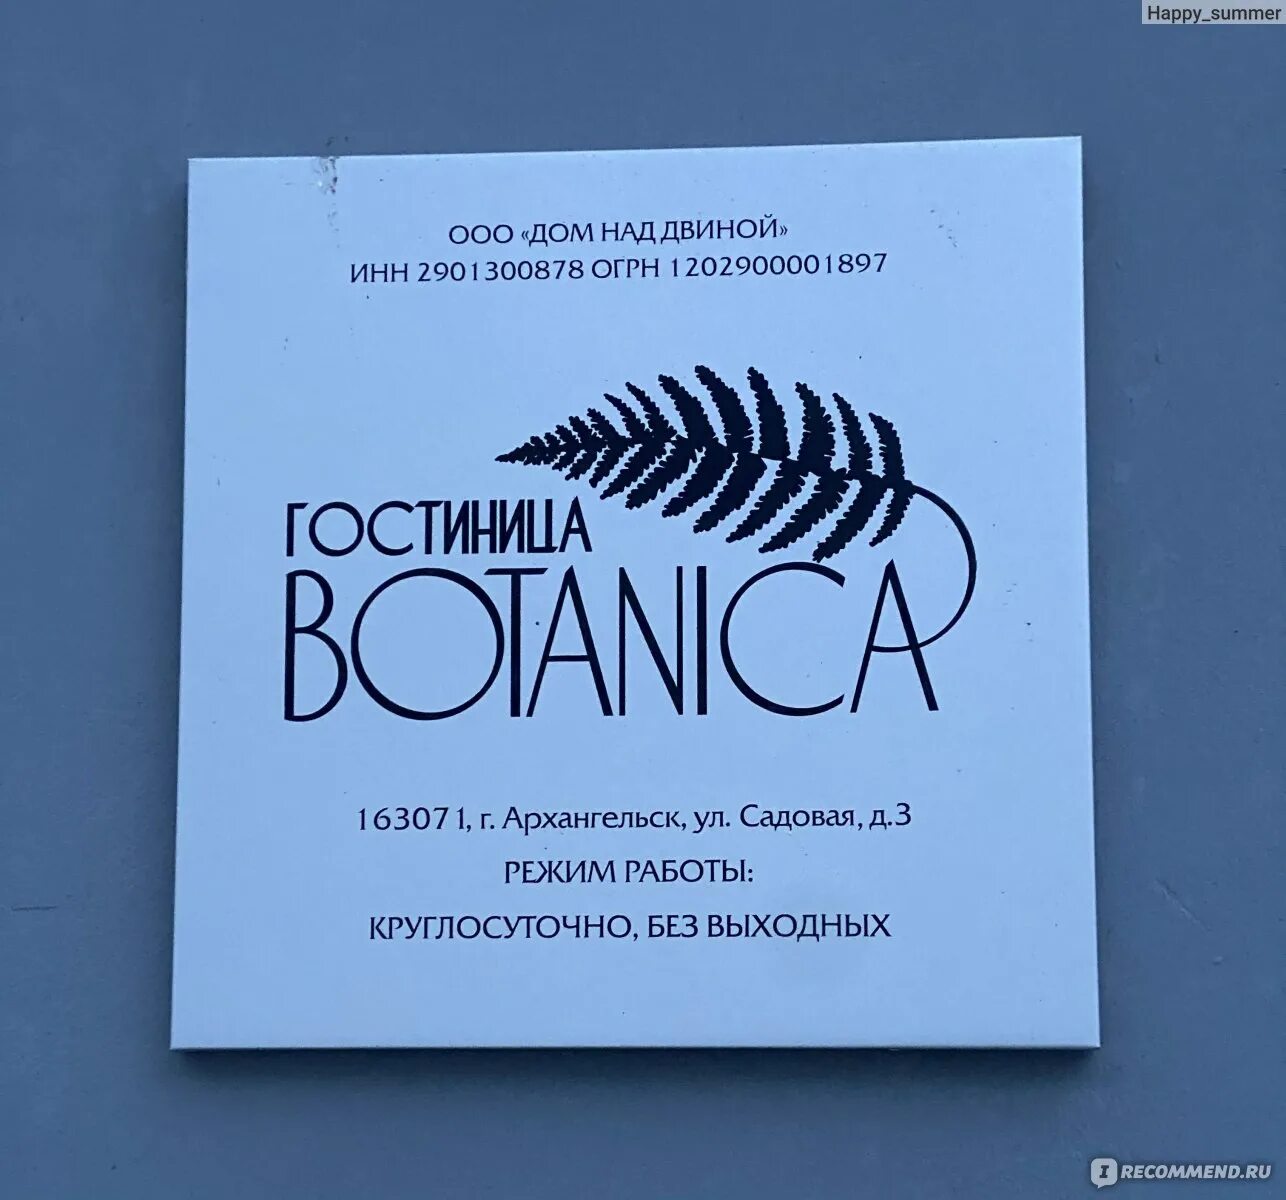 Happy_summer
ООО «ДОМ НАД ДВИНОЙ»
ИНН 2901300878 ОГРН 1202900001897
ГОСТИНИЦА
BOTANICA
163071, г. Архангельск, ул. Садовая, д.3
РЕЖИМ РАБОТЫ:
КРУГЛОСУТОЧНО, БЕЗ ВЫХОДНЫХ
I RECOMMEND.RU